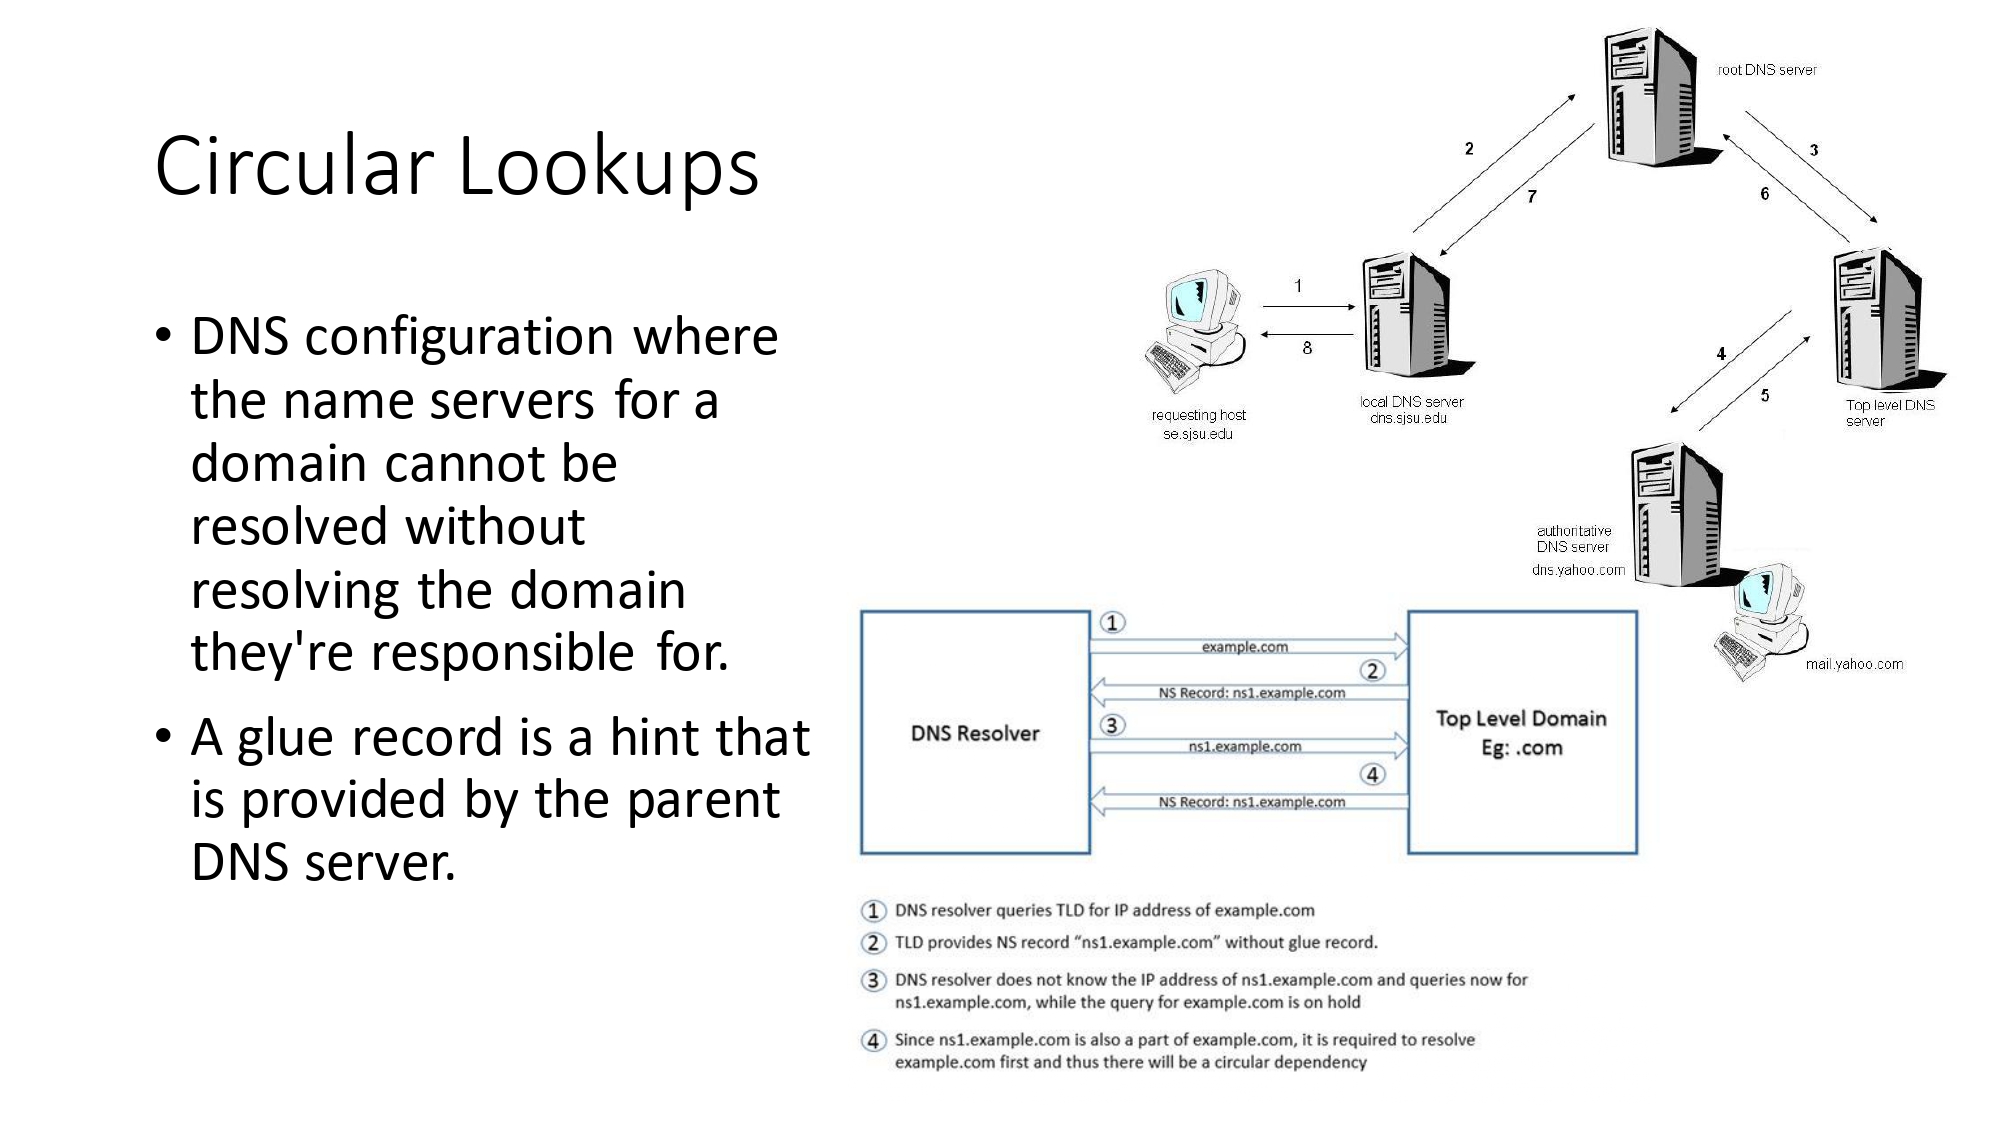 Circular Lookups
• DNS configuration where
the name servers for a
domain cannot be
resolved without
resolving the domain
they're responsible for.
• A glue record is a hint that
is provided by the parent
DNS server.
root DNS server
2
3
7
6
1
8
4
5
requesting host
se.sjsu.edu
local DNS server
dns.sjsu.edu
Top level DNS
server
authoritative
DNS server
dns.yahoo.com
mail.yahoo.com
DNS Resolver
1
example.com
2
NS Record: ns1.example.com
3
ns1.example.com
4
NS Record: ns1.example.com
Top Level Domain
Eg: .com
1 DNS resolver queries TLD for IP address of example.com
2 TLD provides NS record “ns1.example.com” without glue record.
3 DNS resolver does not know the IP address of ns1.example.com and queries now for
ns1.example.com, while the query for example.com is on hold
4 Since ns1.example.com is also a part of example.com, it is required to resolve
example.com first and thus there will be a circular dependency